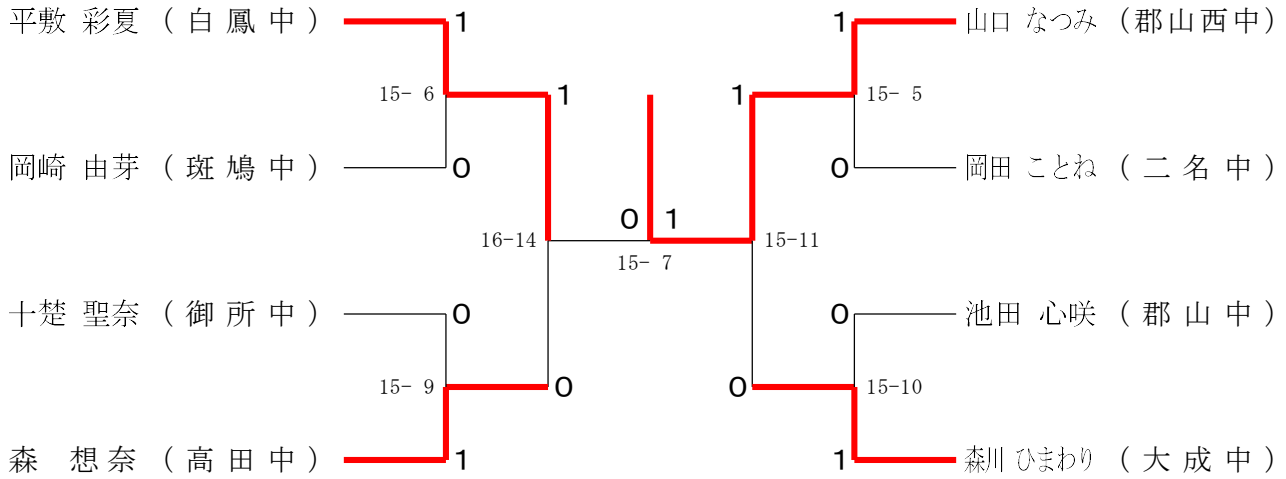 平敷 彩夏 ( 白 鳳 中 ) 1 1 山口 なつみ (郡山西中)
15- 6 1 1 15- 5
岡崎 由芽 ( 斑 鳩 中 ) 0 0 岡田 ことね ( 二 名 中 )
0 1
16-14 15-11
15- 7
十楚 聖奈 ( 御 所 中 ) 0 0 池田 心咲 ( 郡 山 中 )
15- 9 0 0 15-10
森 想奈 ( 高 田 中 ) 1 1 森川 ひまわり ( 大 成 中 )